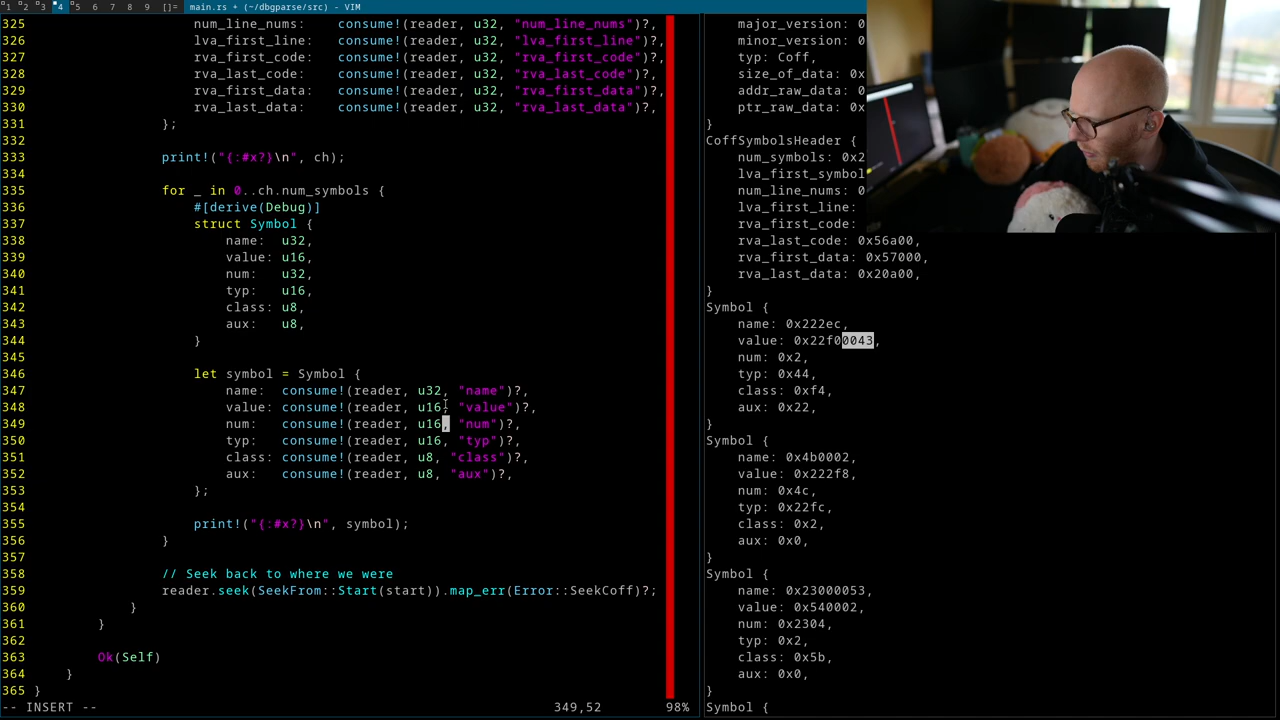 1 2 3 4 5 6 7 8 9 []= main.rs + (~/dbgparse/src) - VIM
325 num_line_nums: consume!(reader, u32, "num_line_nums")?,
326 lva_first_line: consume!(reader, u32, "lva_first_line")?,
327 rva_first_code: consume!(reader, u32, "rva_first_code")?,
328 rva_last_code: consume!(reader, u32, "rva_last_code")?,
329 rva_first_data: consume!(reader, u32, "rva_first_data")?,
330 rva_last_data: consume!(reader, u32, "rva_last_data")?,
331 };
332
333 print!("{:#x?}\n", ch);
334
335 for _ in 0..ch.num_symbols {
336 #[derive(Debug)]
337 struct Symbol {
338 name: u32,
339 value: u16,
340 num: u32,
341 typ: u16,
342 class: u8,
343 aux: u8,
344 }
345
346 let symbol = Symbol {
347 name: consume!(reader, u32, "name")?,
348 value: consume!(reader, u16, "value")?,
349 num: consume!(reader, u16, "num")?,
350 typ: consume!(reader, u16, "typ")?,
351 class: consume!(reader, u8, "class")?,
352 aux: consume!(reader, u8, "aux")?,
353 };
354
355 print!("{:#x?}\n", symbol);
356 }
357
358 // Seek back to where we were
359 reader.seek(SeekFrom::Start(start)).map_err(Error::SeekCoff)?;
360 }
361 }
362
363 Ok(Self)
364 }
365 }
-- INSERT -- 349,52 98%
major_version: 0
minor_version: 0
typ: Coff,
size_of_data: 0x
addr_raw_data: 0
ptr_raw_data: 0x
}
CoffSymbolsHeader {
num_symbols: 0x2
lva_first_symbol
num_line_nums: 0
lva_first_line:
rva_first_code: 0
rva_last_code: 0x56a00,
rva_first_data: 0x57000,
rva_last_data: 0x20a00,
}
Symbol {
name: 0x222ec,
value: 0x22f00043,
num: 0x2,
typ: 0x44,
class: 0xf4,
aux: 0x22,
}
Symbol {
name: 0x4b0002,
value: 0x222f8,
num: 0x4c,
typ: 0x22fc,
class: 0x2,
aux: 0x0,
}
Symbol {
name: 0x23000053,
value: 0x540002,
num: 0x2304,
typ: 0x2,
class: 0x5b,
aux: 0x0,
}
Symbol {